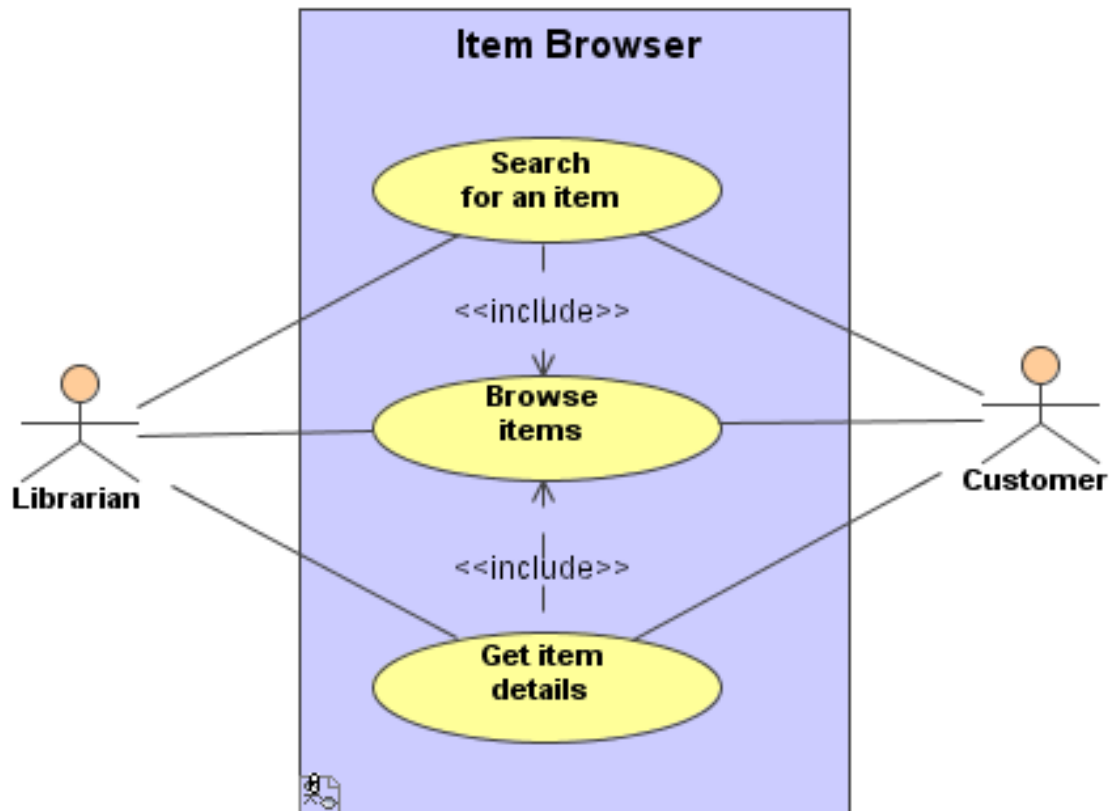 Item Browser
Search
for an item
<<include>>
Browse
items
Librarian
Customer
<<include>>
Get item
details